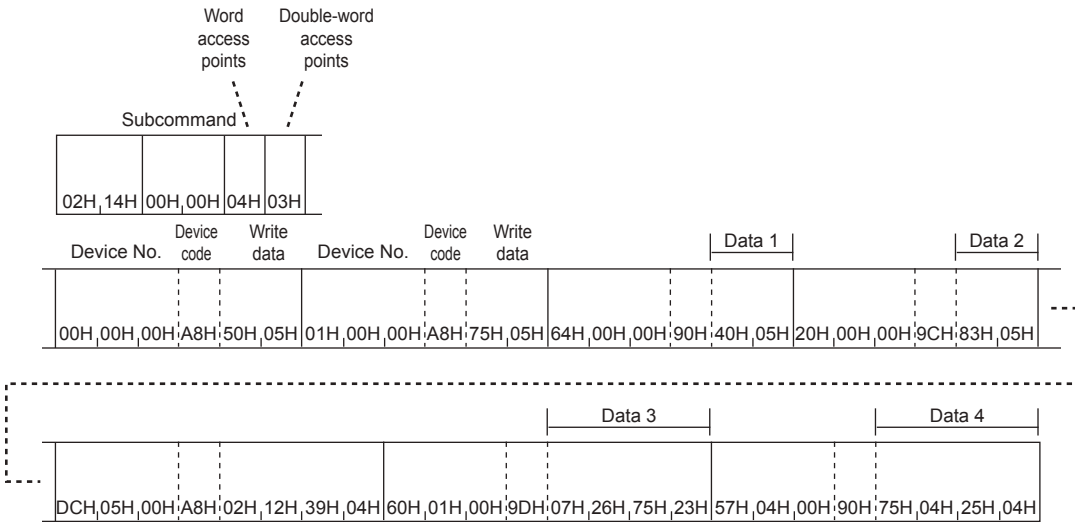 Word access points
Double-word access points
Subcommand
02H 14H 00H 00H 04H 03H
Device No. Device code Write data Device No. Device code Write data Data 1 Data 2
00H 00H 00H A8H 50H 05H 01H 00H 00H A8H 75H 05H 64H 00H 00H 90H 40H 05H 20H 00H 00H 9CH 83H 05H
Data 3 Data 4
DCH 05H 00H A8H 02H 12H 39H 04H 60H 01H 00H 9DH 07H 26H 75H 23H 57H 04H 00H 90H 75H 04H 25H 04H